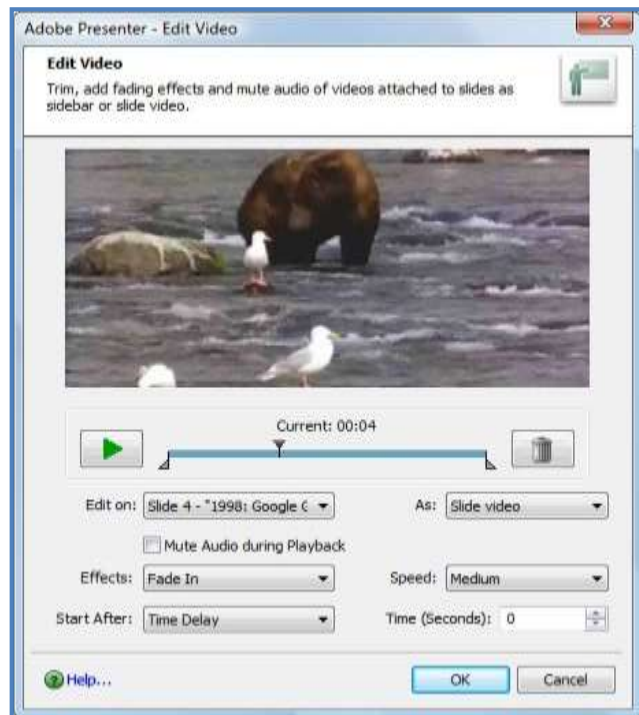 Adobe Presenter - Edit Video
Edit Video
Trim, add fading effects and mute audio of videos attached to slides as
sidebar or slide video.
Current: 00:04
Edit on: Slide 4 - "1998: Google G As: Slide video
Mute Audio during Playback
Effects: Fade In Speed: Medium
Start After: Time Delay Time (Seconds): 0
Help... OK Cancel